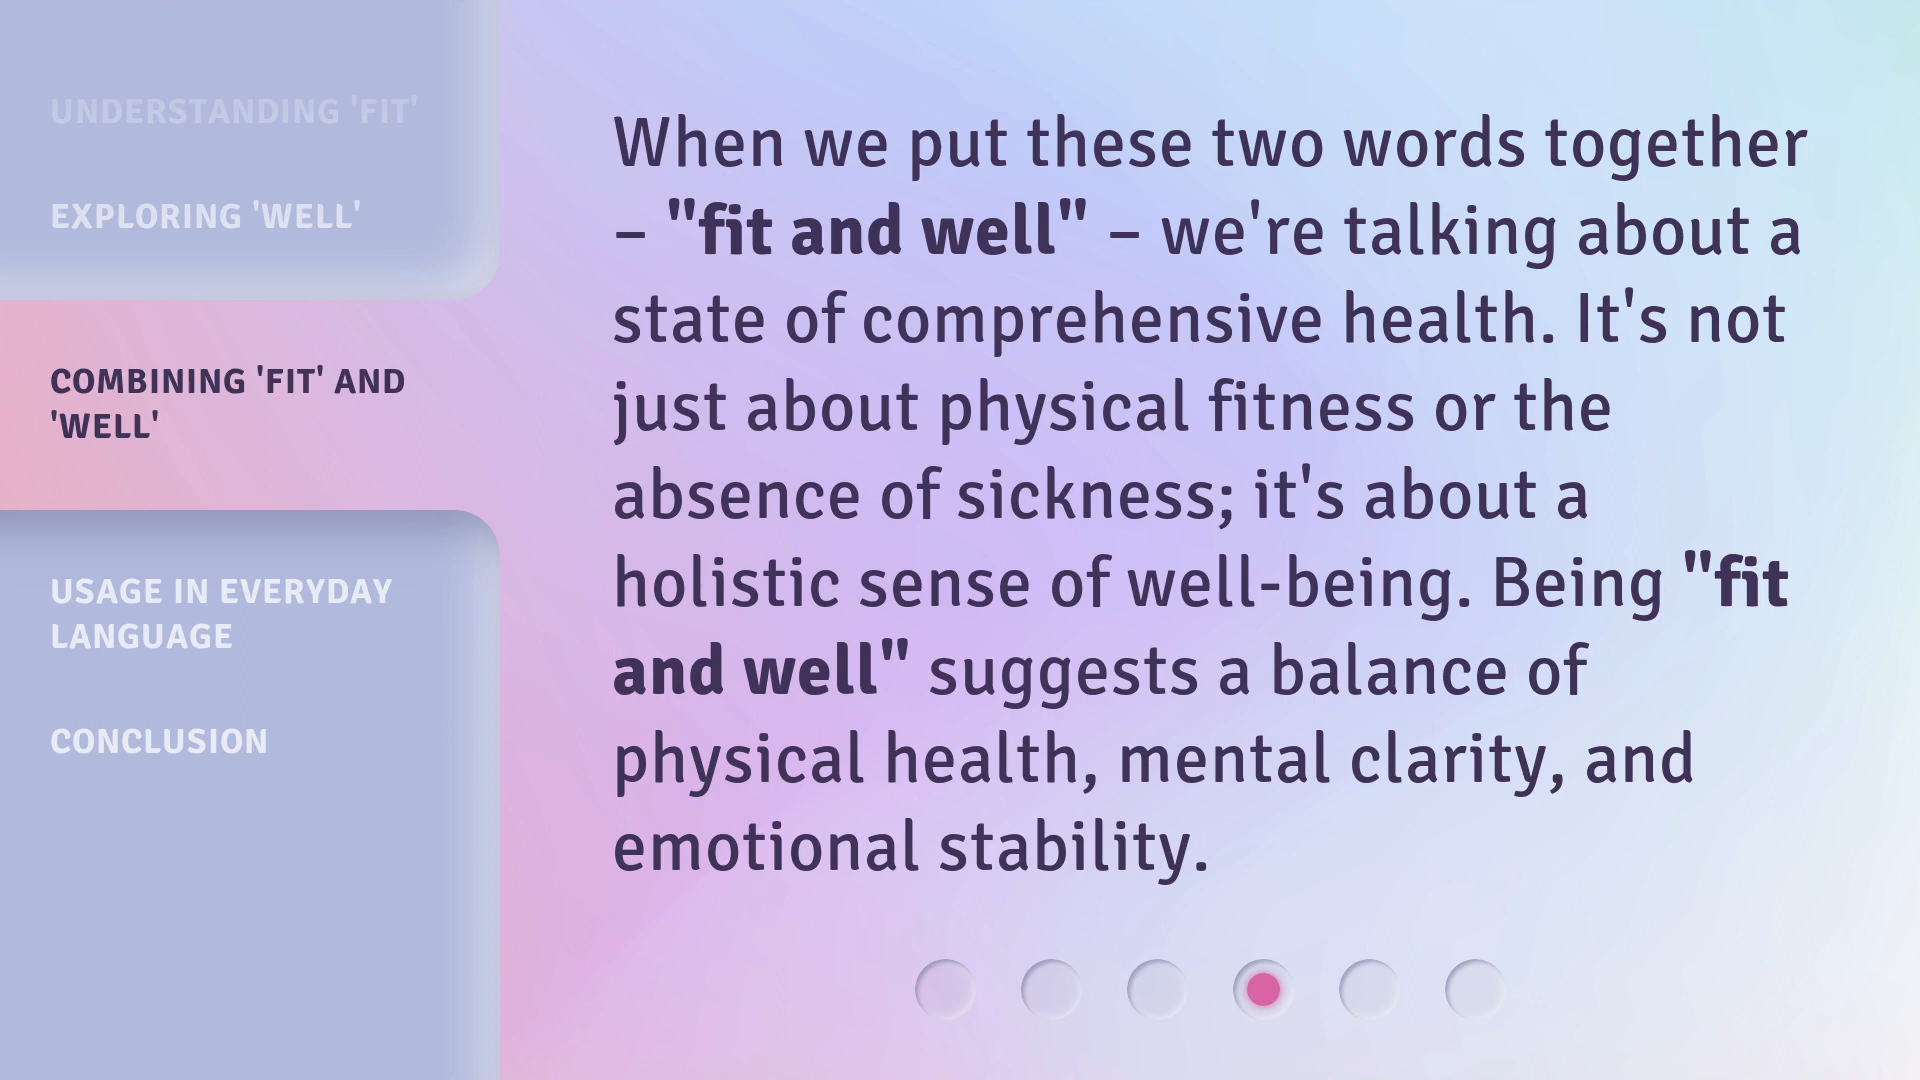 UNDERSTANDING 'FIT'
EXPLORING 'WELL'
COMBINING 'FIT' AND
'WELL'
USAGE IN EVERYDAY
LANGUAGE
CONCLUSION
When we put these two words together
– "fit and well" – we're talking about a
state of comprehensive health. It's not
just about physical fitness or the
absence of sickness; it's about a
holistic sense of well-being. Being "fit
and well" suggests a balance of
physical health, mental clarity, and
emotional stability.